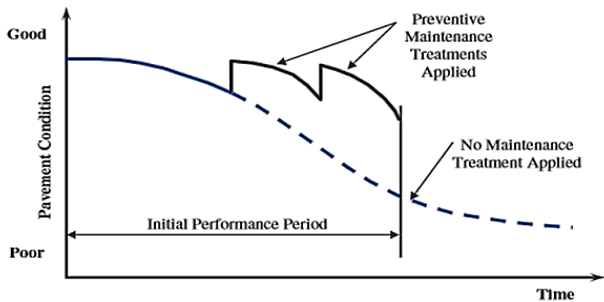 Good
Preventive
Maintenance
Treatments
Applied
Pavement Condition
No Maintenance
Treatment Applied
Initial Performance Period
Poor
Time